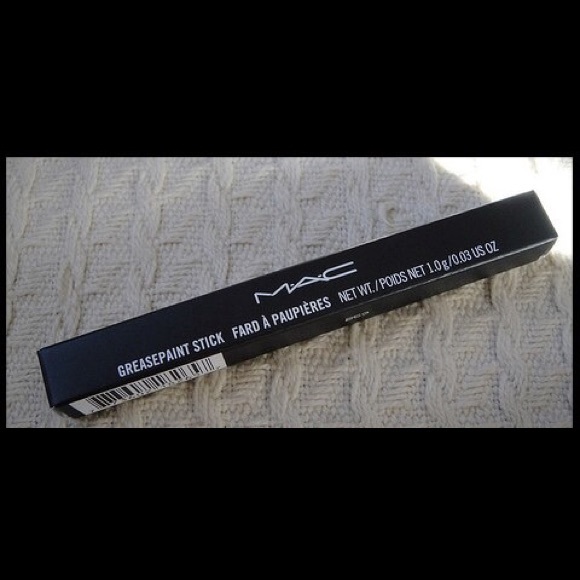 MAC
GREASEPAINT STICK FARD À PAUPIÈRES NET WT./POIDS NET 1.0 g/0.03 US OZ